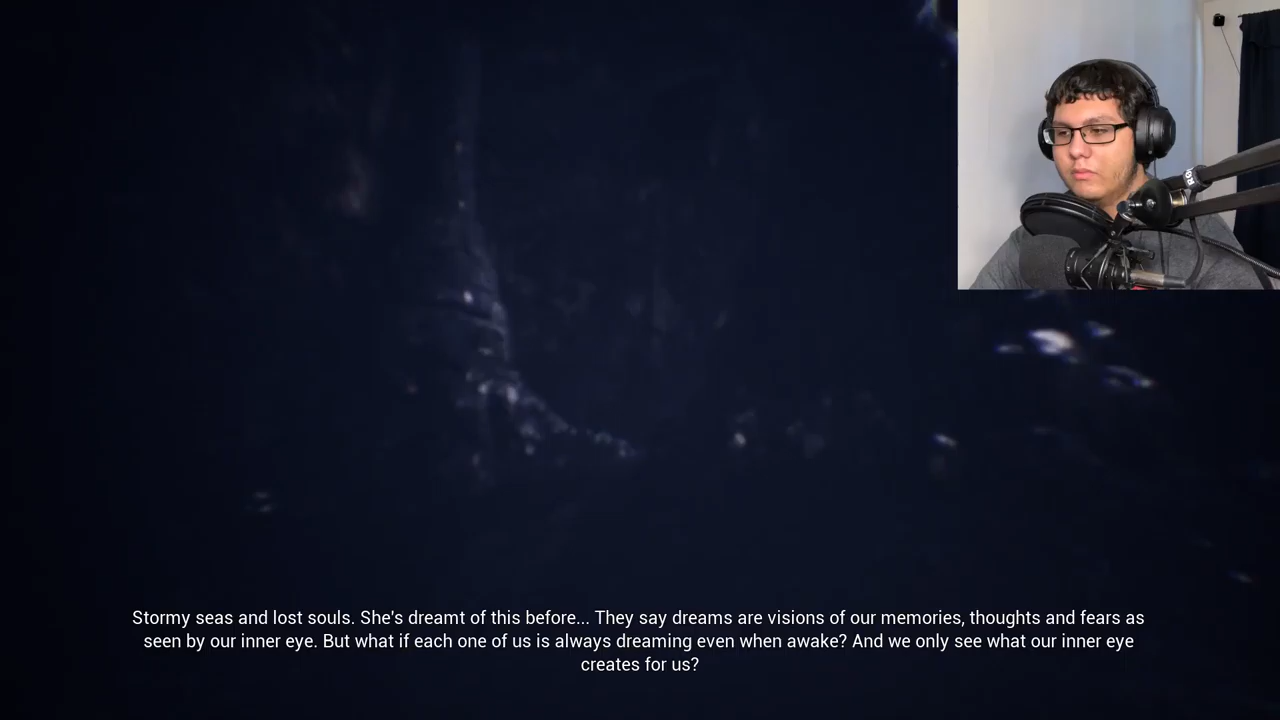 Stormy seas and lost souls. She's dreamt of this before... They say dreams are visions of our memories, thoughts and fears as
seen by our inner eye. But what if each one of us is always dreaming even when awake? And we only see what our inner eye
creates for us?